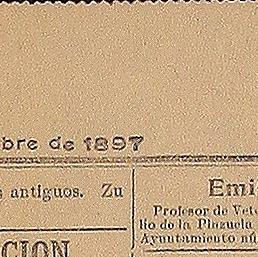 bre de 1897
s antiguos. Zu
CION
Emi
Profesor de Vete
llo de la Plazuela
Ayuntamiento nú